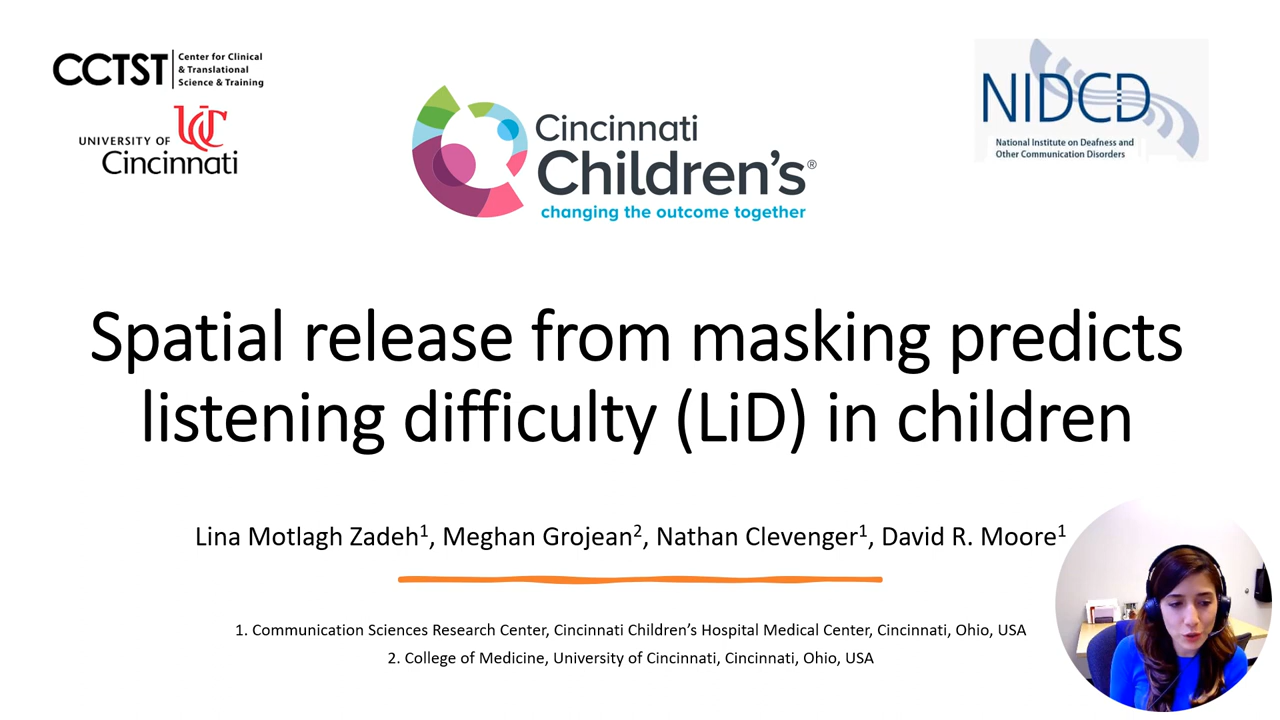 CCTST
Center for Clinical
& Translational
Science & Training
UNIVERSITY OF
UC
Cincinnati
Cincinnati
Children's®
changing the outcome together
NIDCD
National Institute on Deafness and
Other Communication Disorders
Spatial release from masking predicts
listening difficulty (LiD) in children
Lina Motlagh Zadeh¹, Meghan Grojean², Nathan Clevenger¹, David R. Moore¹
1. Communication Sciences Research Center, Cincinnati Children’s Hospital Medical Center, Cincinnati, Ohio, USA
2. College of Medicine, University of Cincinnati, Cincinnati, Ohio, USA